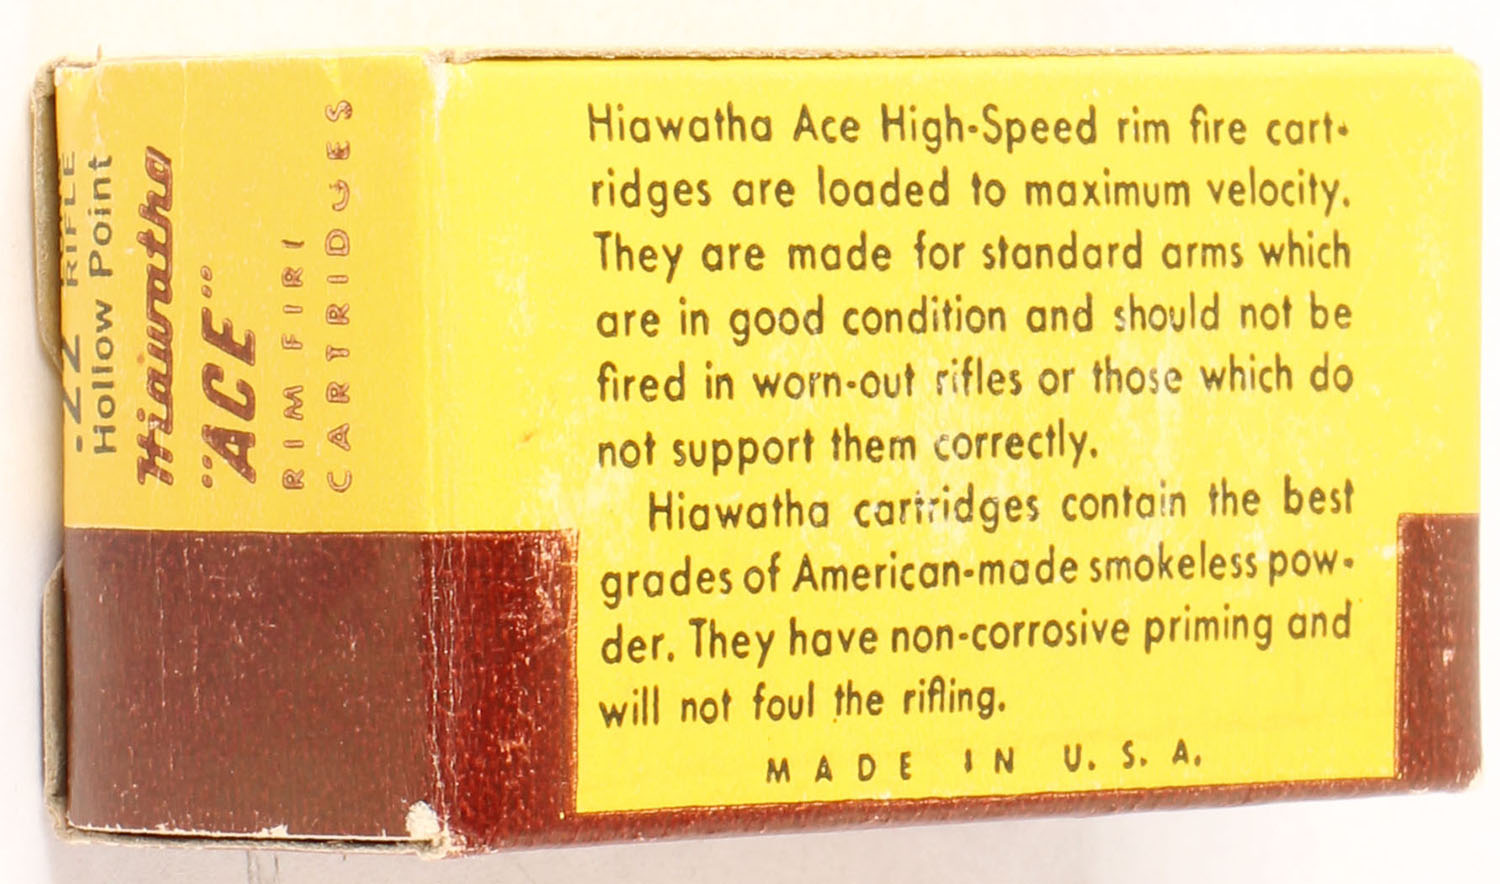 .22 RIFLE
Hollow Point
Hiawatha
"ACE"
RIM FIRE
CARTRIDGES
Hiawatha Ace High-Speed rim fire cart-
ridges are loaded to maximum velocity.
They are made for standard arms which
are in good condition and should not be
fired in worn-out rifles or those which do
not support them correctly.
Hiawatha cartridges contain the best
grades of American-made smokeless pow-
der. They have non-corrosive priming and
will not foul the rifling.
MADE IN U. S. A.